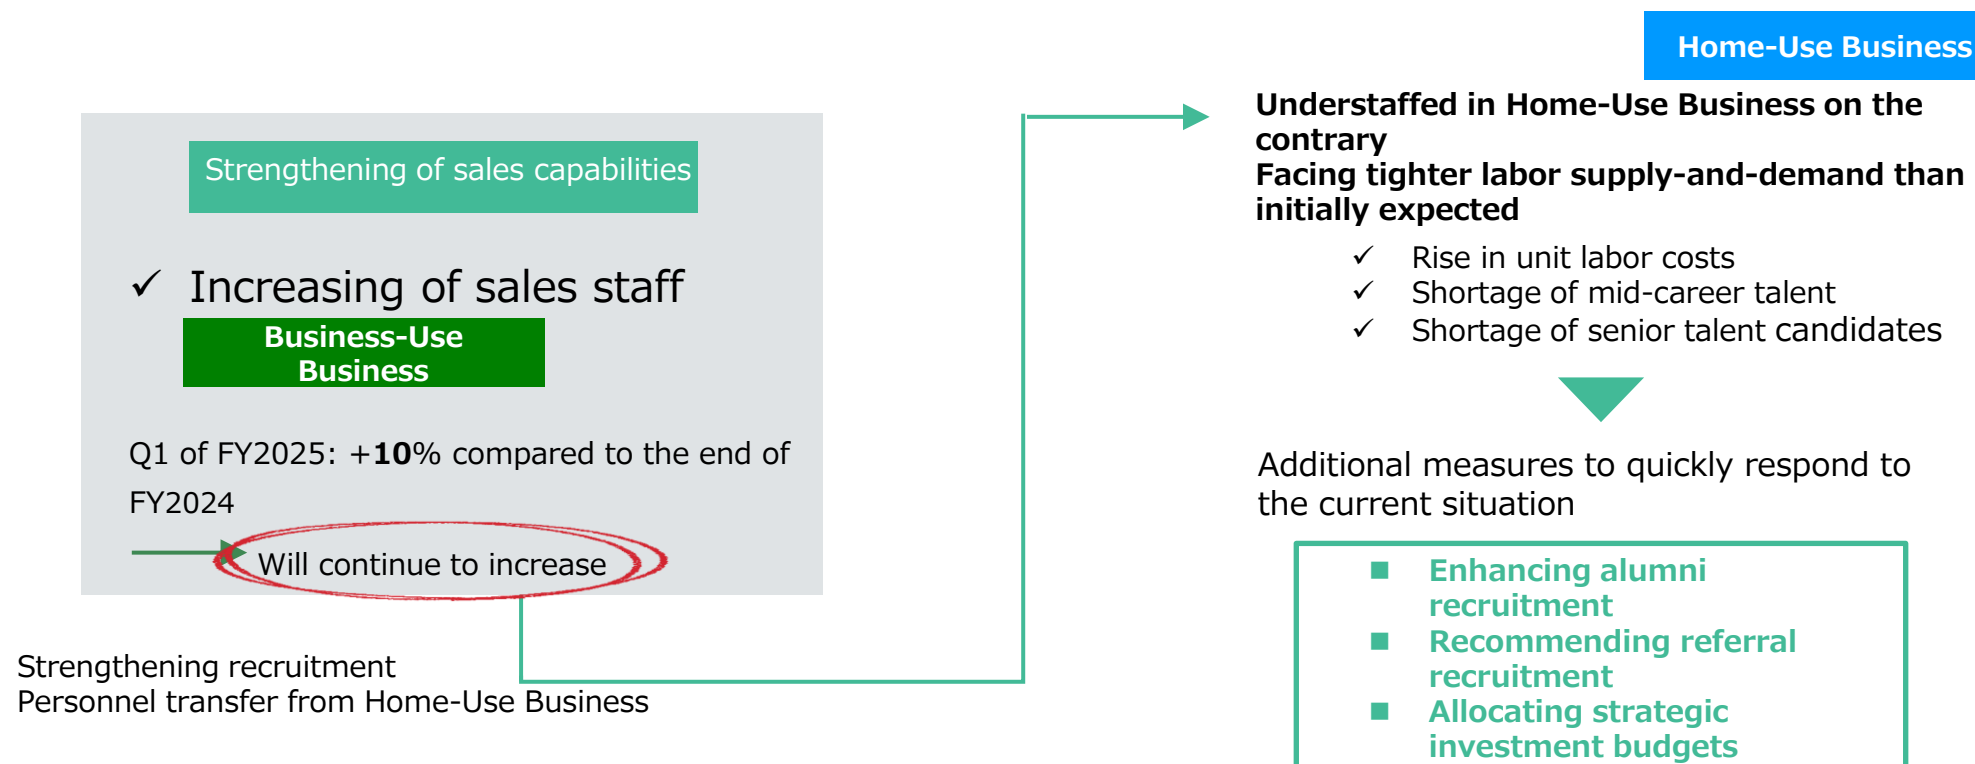 Home-Use Business
Strengthening of sales capabilities
✓ Increasing of sales staff
Business-Use
Business
Q1 of FY2025: +10% compared to the end of
FY2024
Will continue to increase
Strengthening recruitment
Personnel transfer from Home-Use Business
Understaffed in Home-Use Business on the
contrary
Facing tighter labor supply-and-demand than
initially expected
✓ Rise in unit labor costs
✓ Shortage of mid-career talent
✓ Shortage of senior talent candidates
Additional measures to quickly respond to
the current situation
■ Enhancing alumni
recruitment
■ Recommending referral
recruitment
■ Allocating strategic
investment budgets